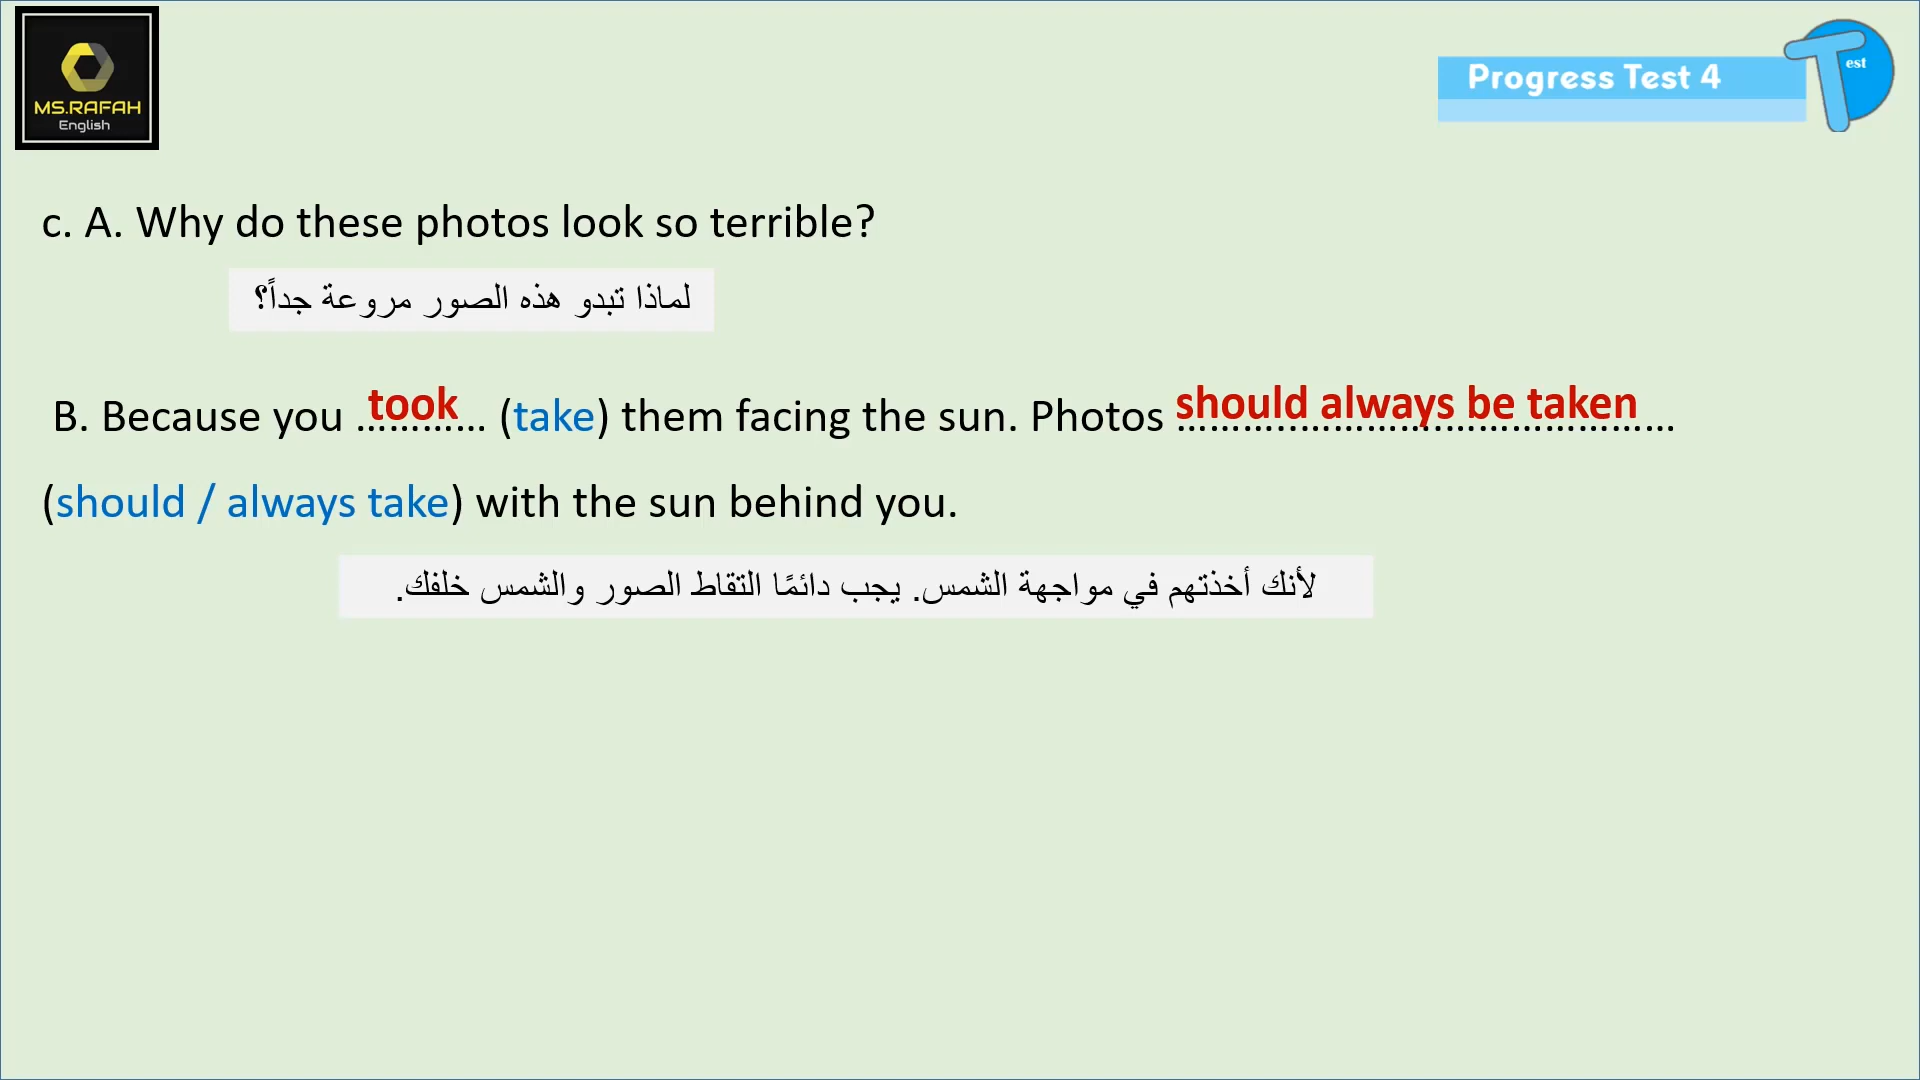 MS.RAFAH
English
Progress Test 4
Test
c. A. Why do these photos look so terrible?
لماذا تبدو هذه الصور مروعة جداً؟
B. Because you took ………… (take) them facing the sun. Photos should always be taken ………………………………………
(should / always take) with the sun behind you.
لأنك أخذتهم في مواجهة الشمس. يجب دائمًا التقاط الصور والشمس خلفك.